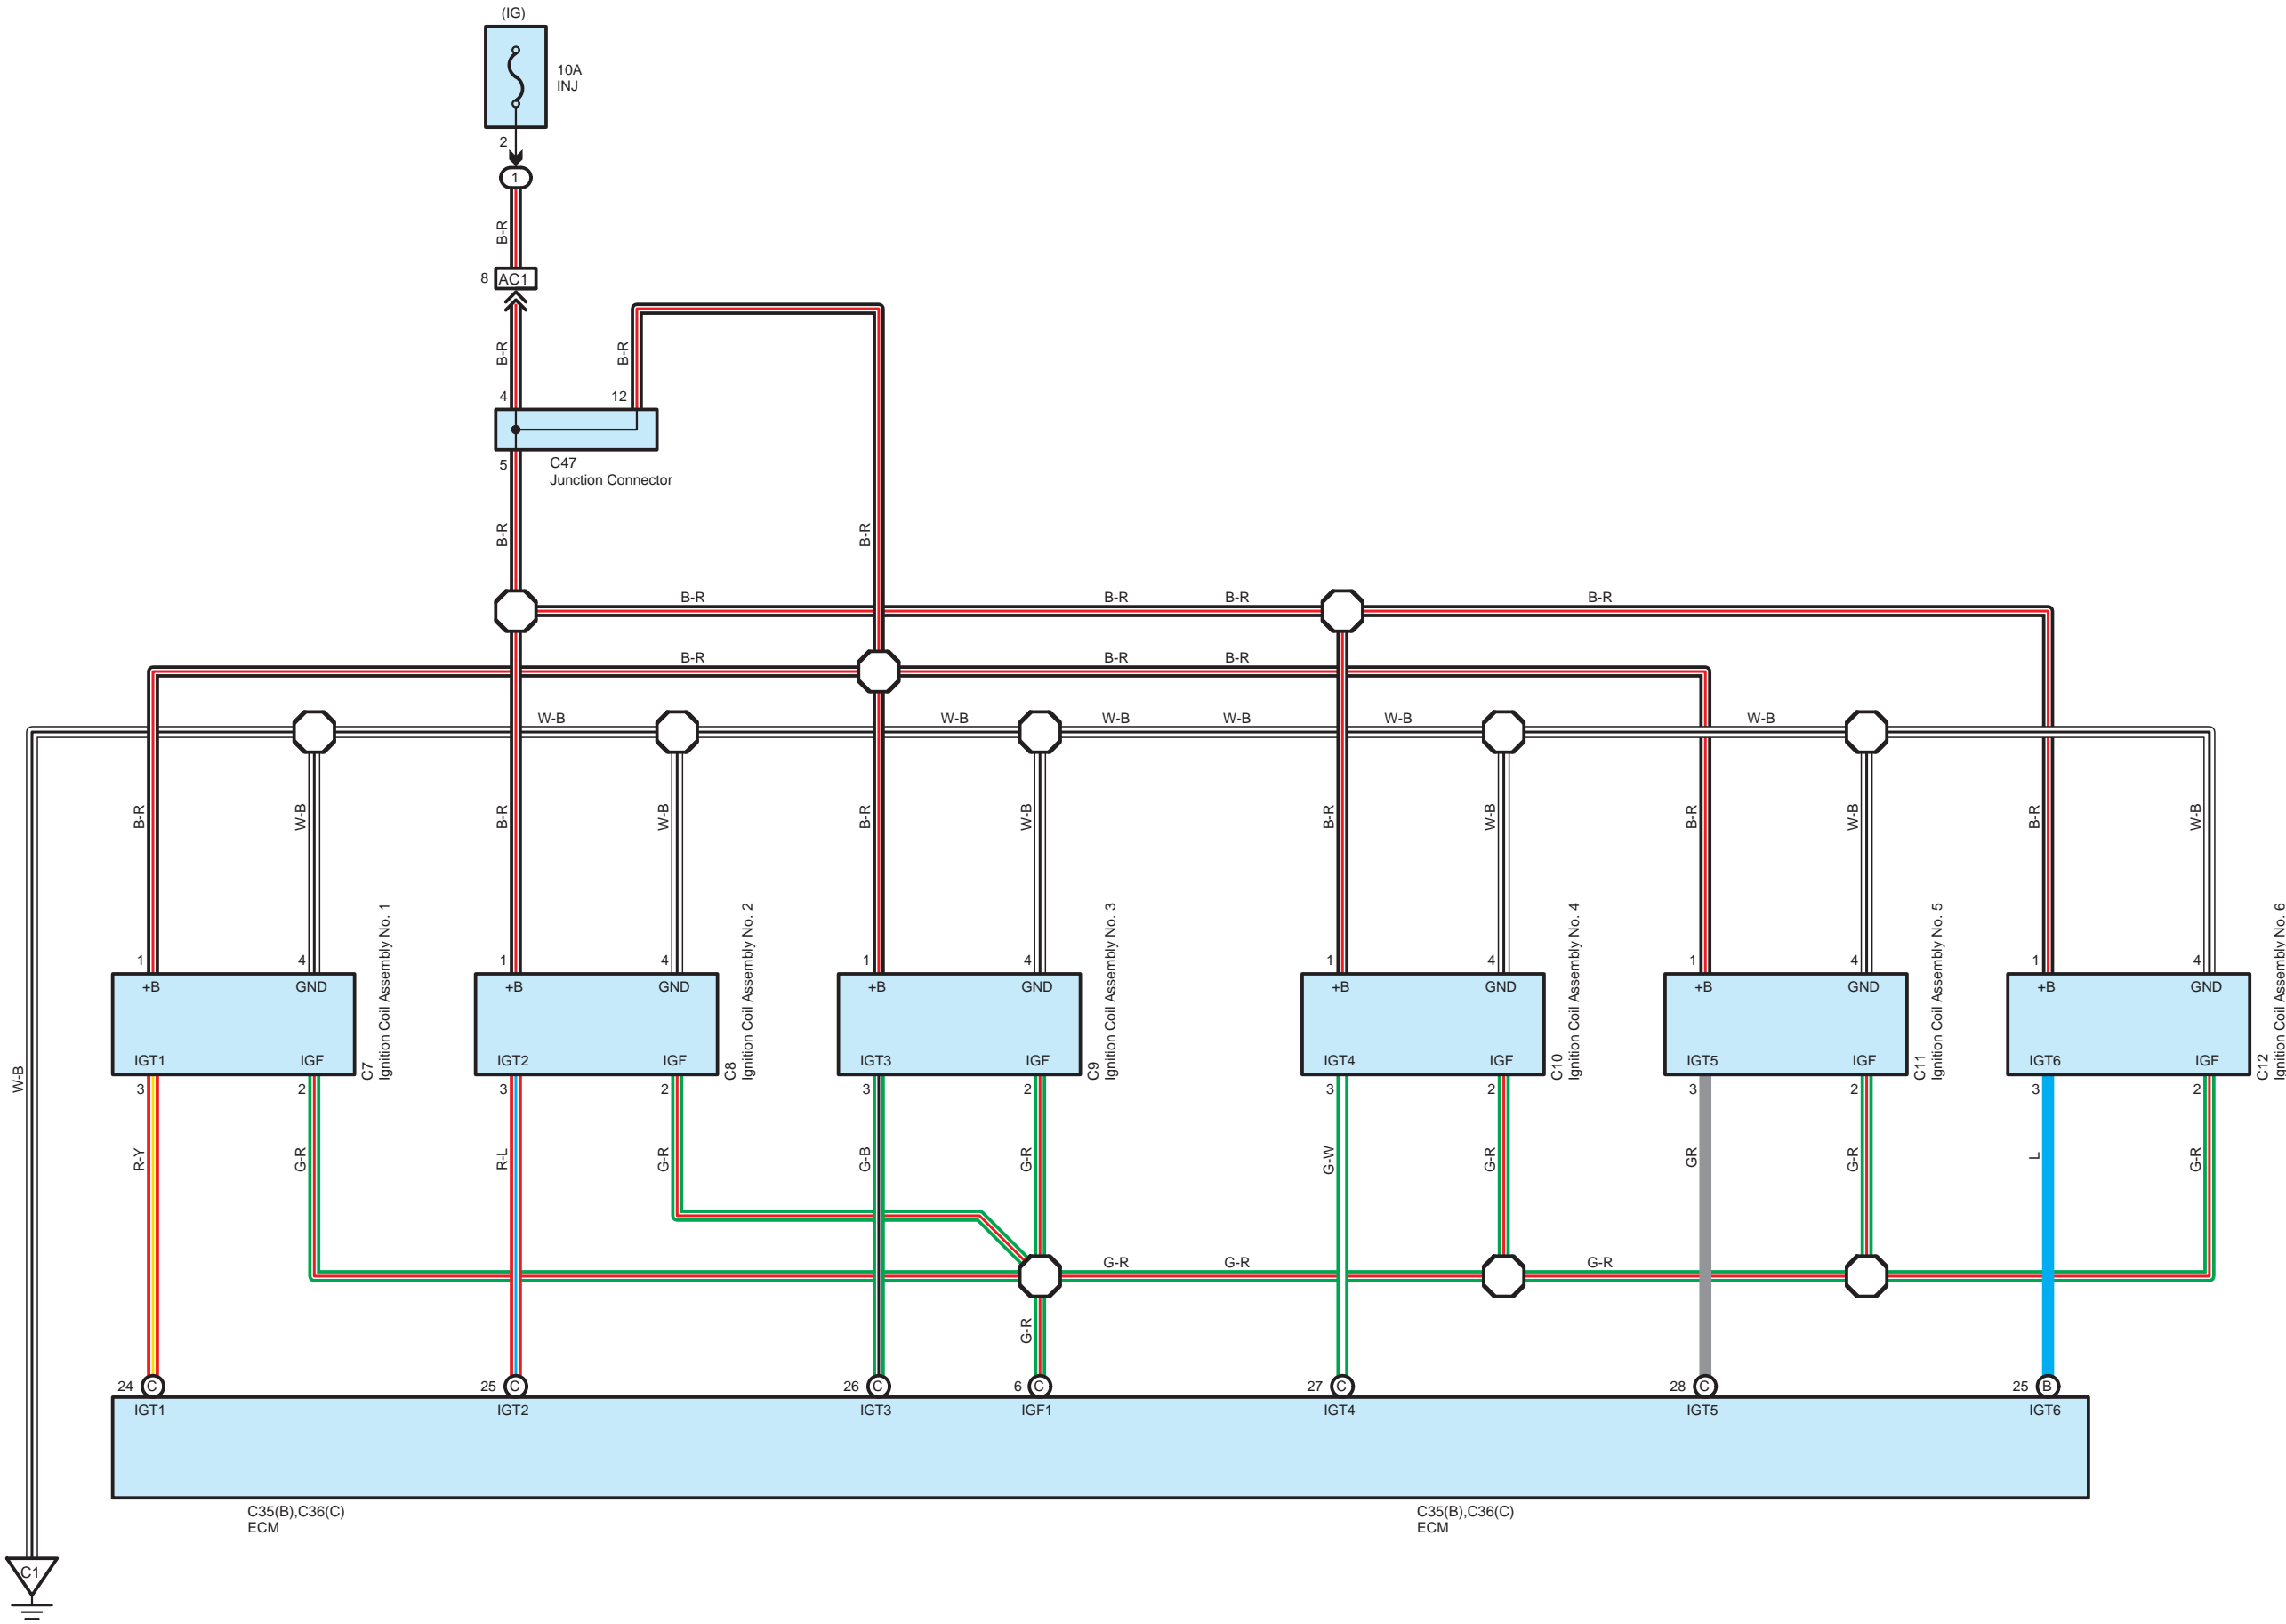 (IG)
10A
INJ
2
1
B-R
8 AC1
B-R B-R
4 12
5 C47
Junction Connector
B-R B-R
B-R B-R B-R B-R
B-R B-R B-R
W-B W-B W-B W-B W-B W-B
B-R W-B B-R W-B B-R W-B B-R W-B B-R W-B B-R W-B
1 4 1 4 1 4 1 4 1 4 1 4
+B GND +B GND +B GND +B GND +B GND +B GND
IGT1 IGF IGT2 IGF IGT3 IGF IGT4 IGF IGT5 IGF IGT6 IGF
C7
Ignition Coil Assembly No. 1
C8
Ignition Coil Assembly No. 2
C9
Ignition Coil Assembly No. 3
C10
Ignition Coil Assembly No. 4
C11
Ignition Coil Assembly No. 5
C12
Ignition Coil Assembly No. 6
W-B
3 2 3 2 3 2 3 2 3 2 3 2
R-Y G-R R-L G-R G-B G-R G-W G-R GR G-R L G-R
G-R G-R G-R
G-R
24 C 25 C 26 C 6 C 27 C 28 C 25 B
IGT1 IGT2 IGT3 IGF1 IGT4 IGT5 IGT6
C35(B),C36(C) C35(B),C36(C)
ECM ECM
C1